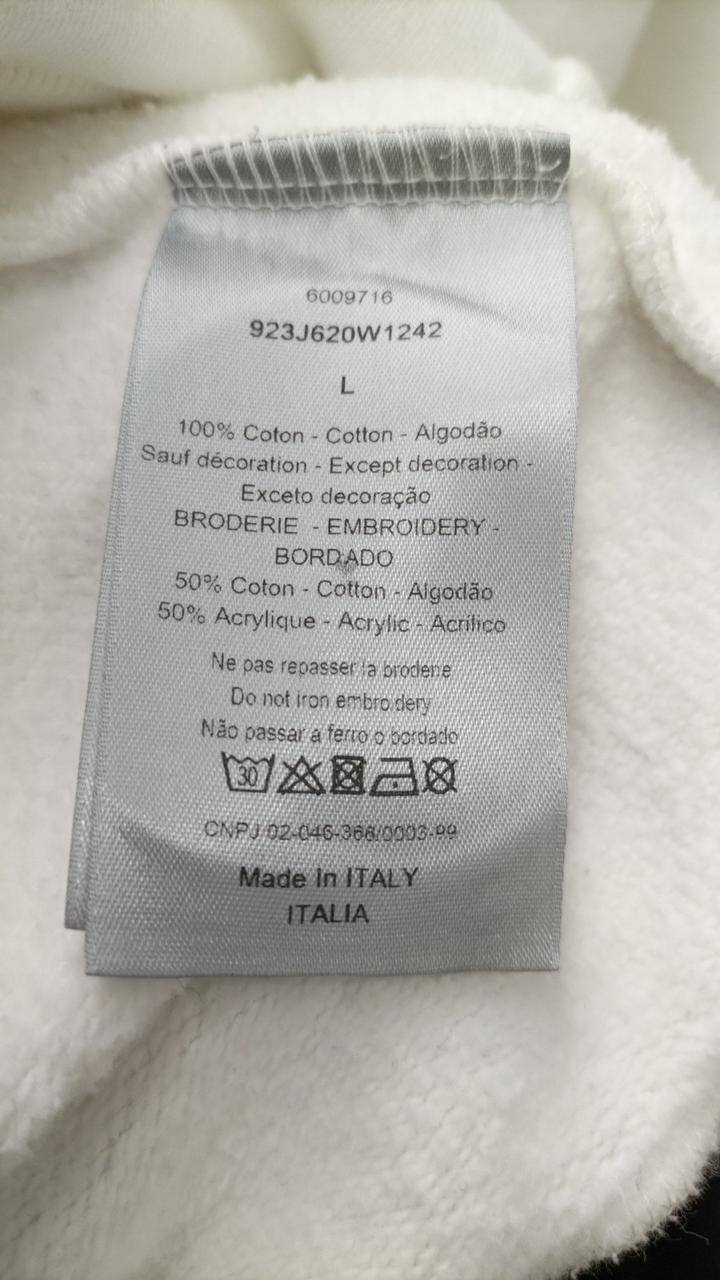 6009716
923J620W1242
L
100% Coton - Cotton - Algodão
Sauf décoration - Except decoration -
Exceto decoração
BRODERIE - EMBROIDERY -
BORDADO
50% Coton - Cotton - Algodão
50% Acrylique - Acrylic - Acrílico
Ne pas repasser la broderie
Do not iron embroidery
Não passar a ferro o bordado
30
CNPJ 02-046-366/0003-99
Made In ITALY
ITALIA